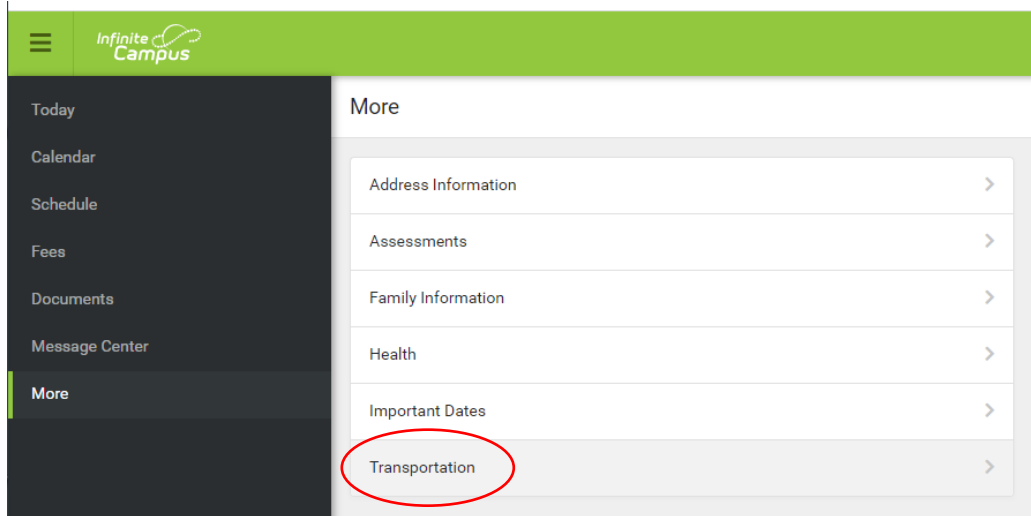 Infinite
Campus
Today
Calendar
Schedule
Fees
Documents
Message Center
More
More
Address Information
Assessments
Family Information
Health
Important Dates
Transportation